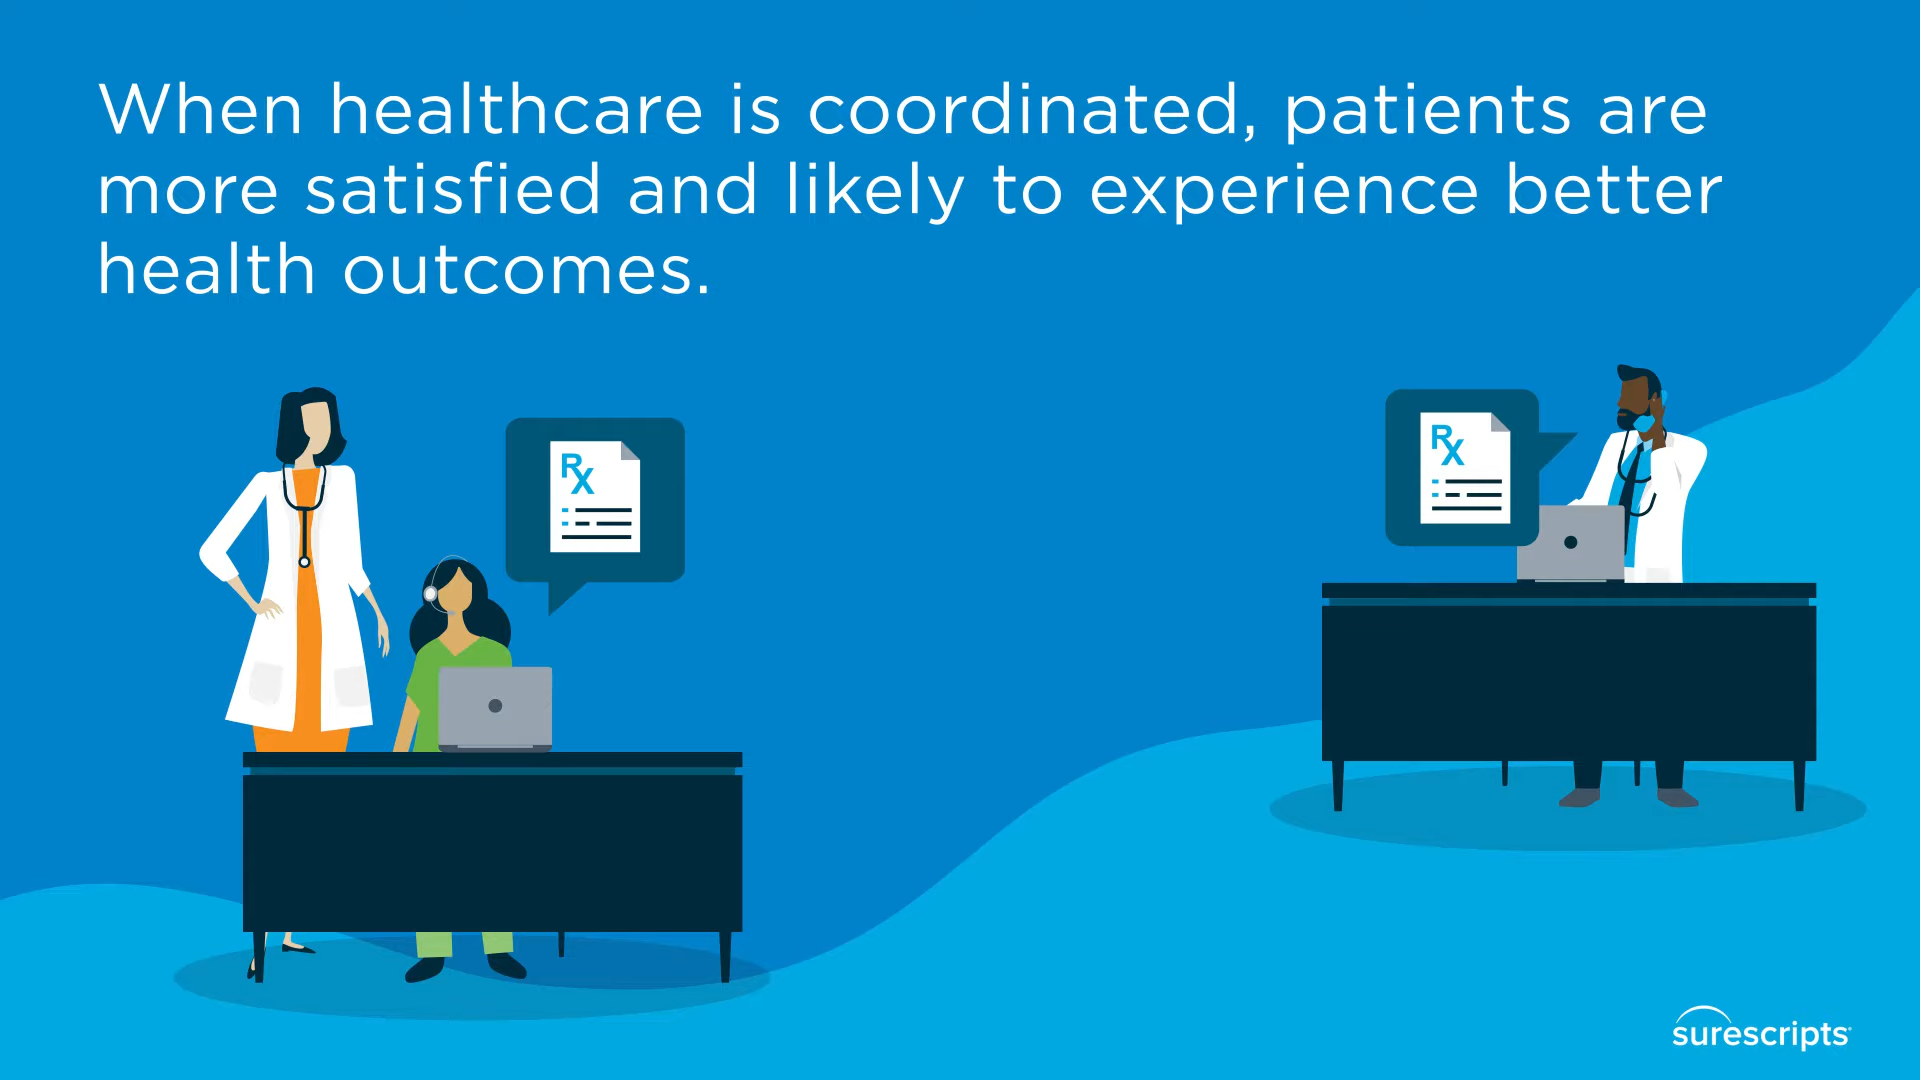 When healthcare is coordinated, patients are
more satisfied and likely to experience better
health outcomes.
Rx
Rx
surescripts